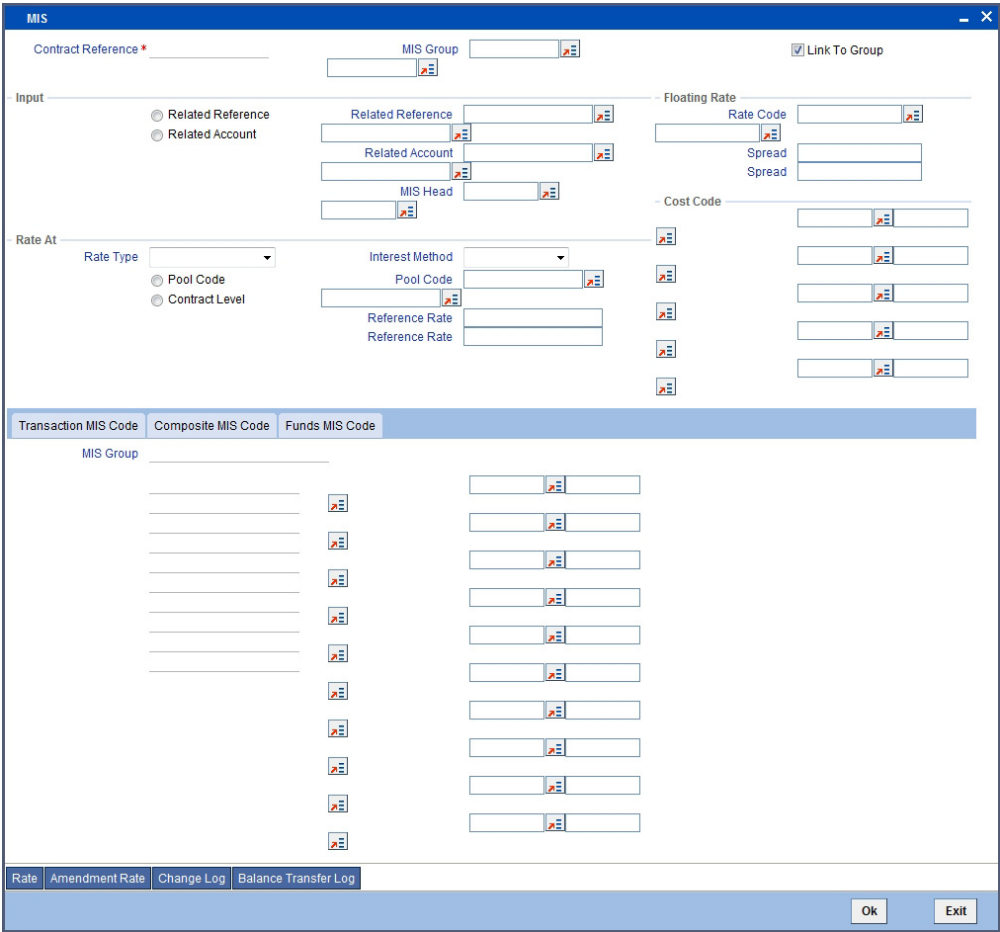 MIS
Contract Reference *
MIS Group
Link To Group
Input
Floating Rate
Related Reference
Related Reference
Rate Code
Related Account
Related Account
Spread
Spread
MIS Head
Cost Code
Rate At
Rate Type
Interest Method
Pool Code
Pool Code
Contract Level
Reference Rate
Reference Rate
Transaction MIS Code Composite MIS Code Funds MIS Code
MIS Group
Rate Amendment Rate Change Log Balance Transfer Log
Ok Exit